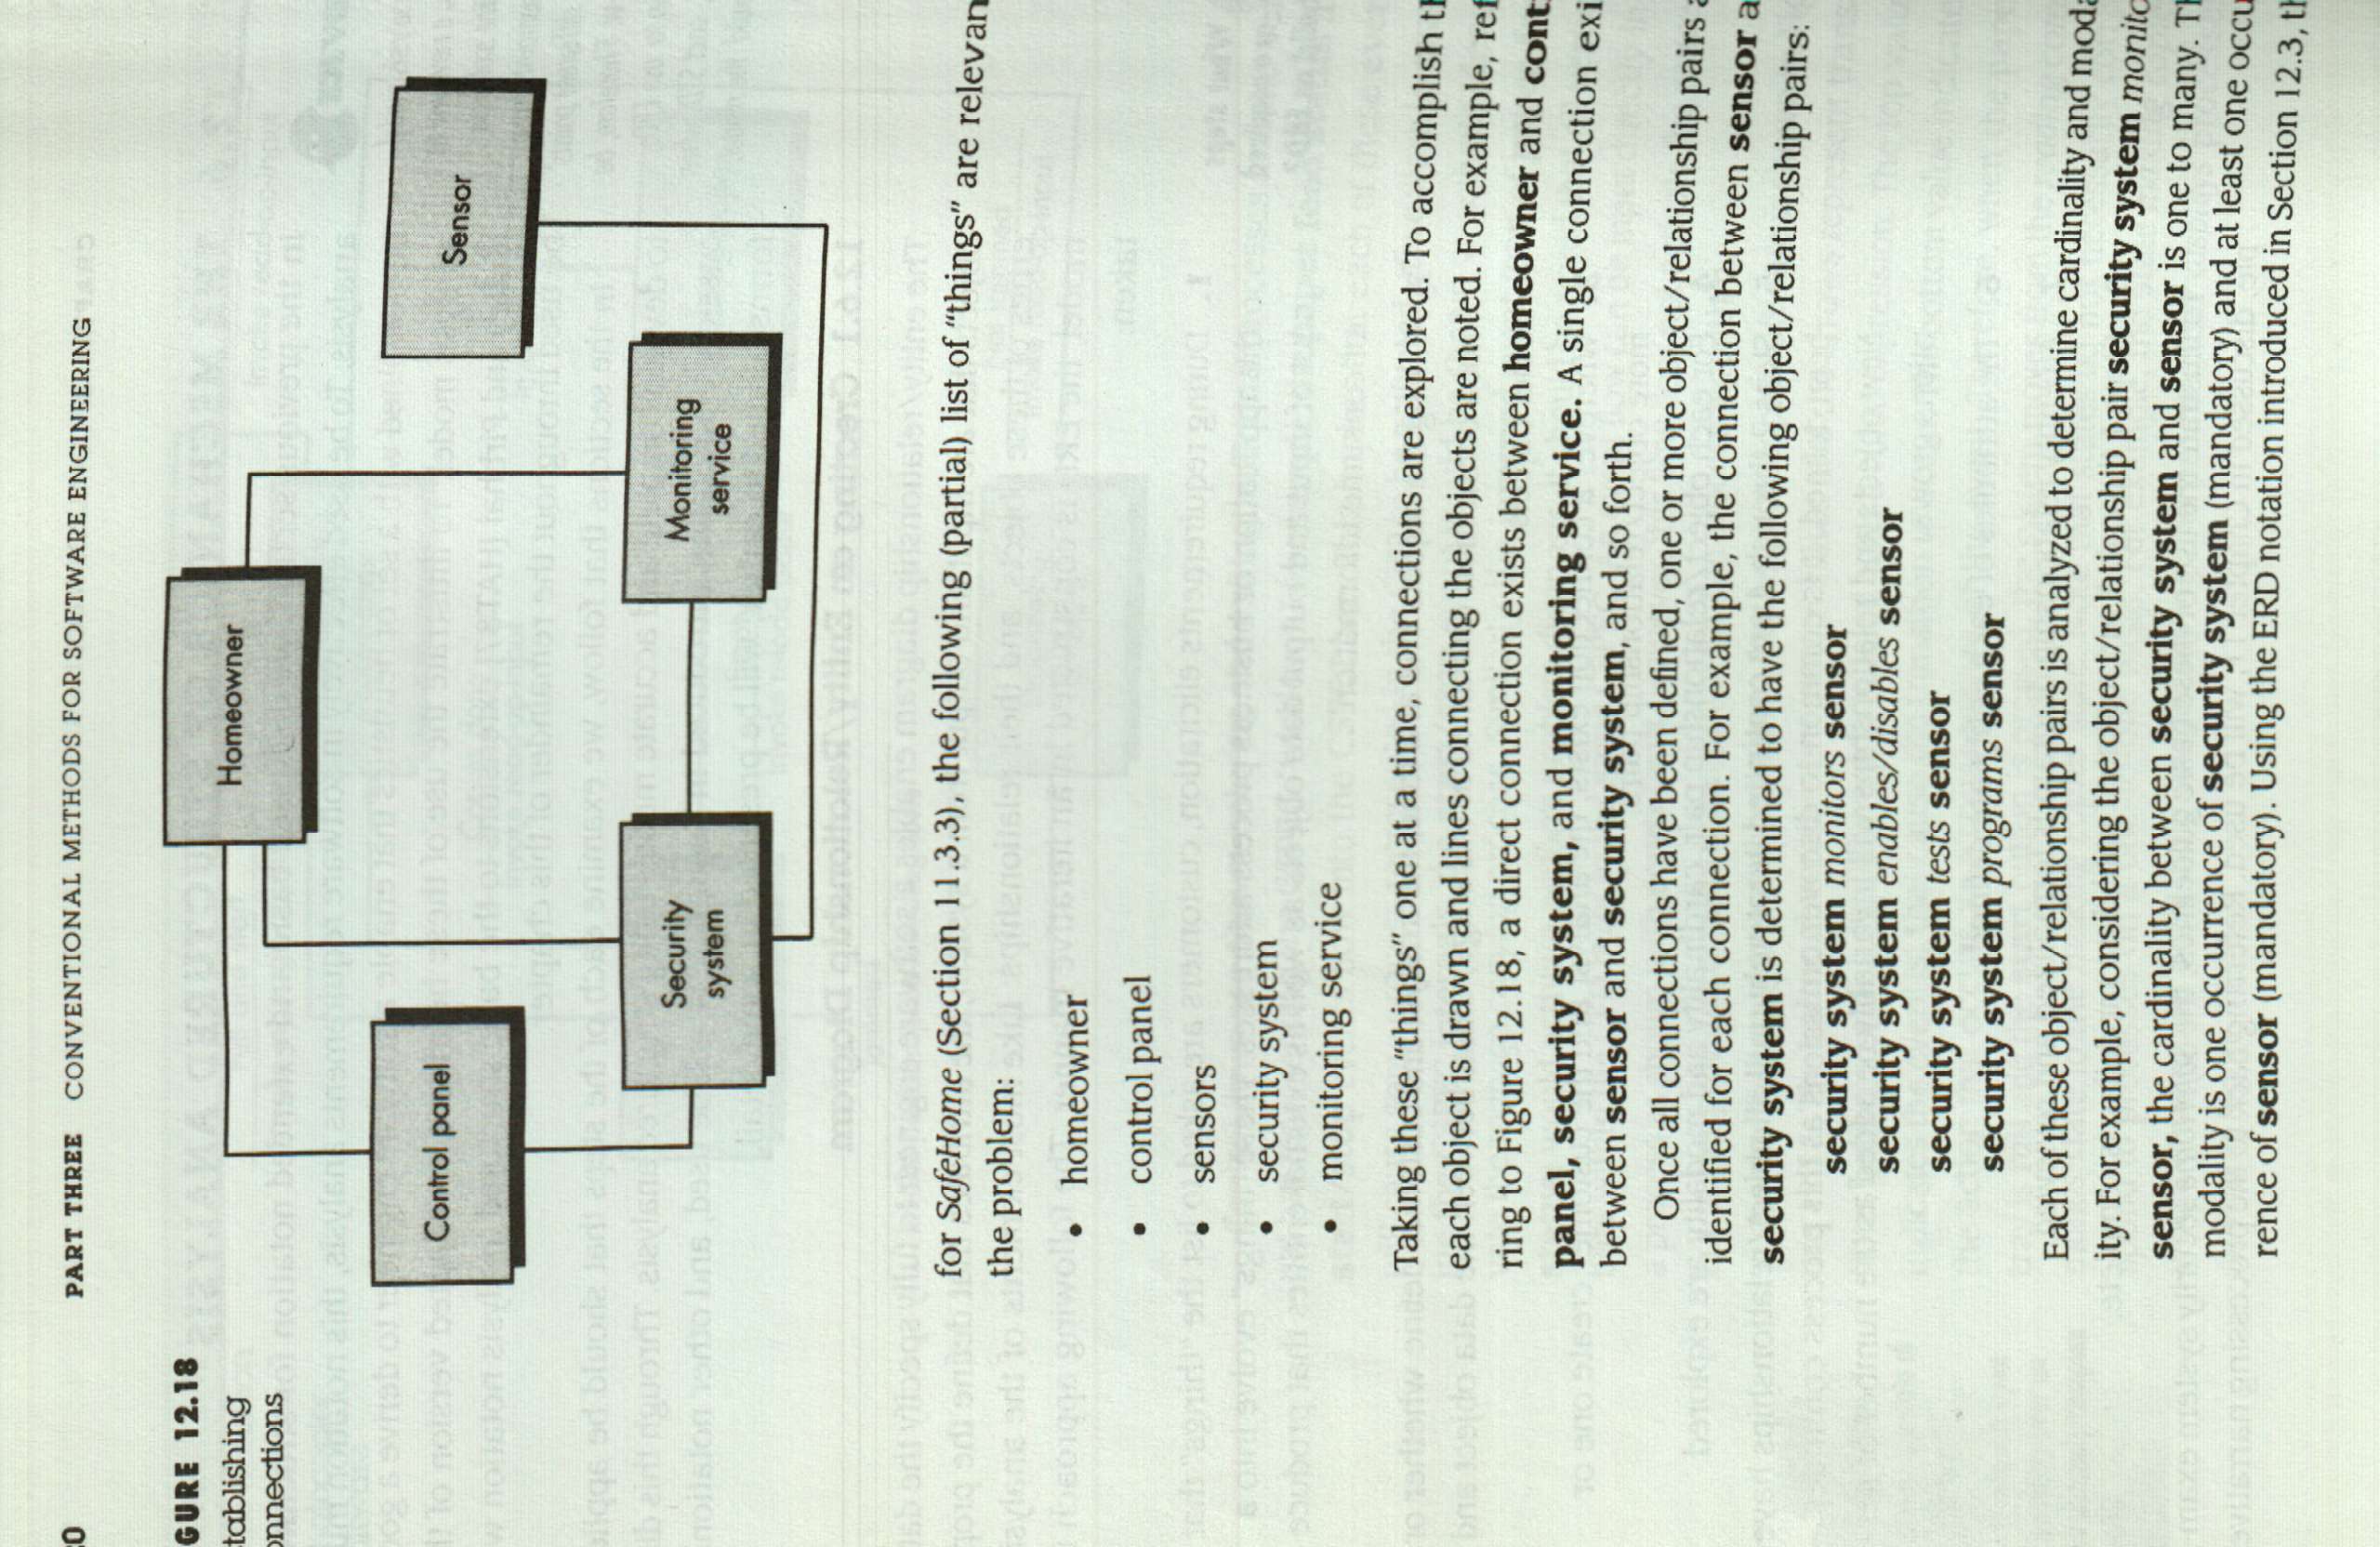 PART THREE CONVENTIONAL METHODS FOR SOFTWARE ENGINEERING
GURE 12.18
tablishing
onnections
Homeowner
Control panel
Sensor
Security
system
Monitoring
service
for SafeHome (Section 11.3.3), the following (partial) list of “things” are relevan
the problem:
• homeowner
• control panel
• sensors
• security system
• monitoring service
Taking these “things” one at a time, connections are explored. To accomplish th
each object is drawn and lines connecting the objects are noted. For example, ref
ring to Figure 12.18, a direct connection exists between homeowner and cont
panel, security system, and monitoring service. A single connection exi
between sensor and security system, and so forth.
Once all connections have been defined, one or more object/relationship pairs a
identified for each connection. For example, the connection between sensor a
security system is determined to have the following object/relationship pairs:
security system monitors sensor
security system enables/disables sensor
security system tests sensor
security system programs sensor
Each of these object/relationship pairs is analyzed to determine cardinality and moda
ity. For example, considering the object/relationship pair security system monito
sensor, the cardinality between security system and sensor is one to many. Th
modality is one occurrence of security system (mandatory) and at least one occu
rence of sensor (mandatory). Using the ERD notation introduced in Section 12.3, th